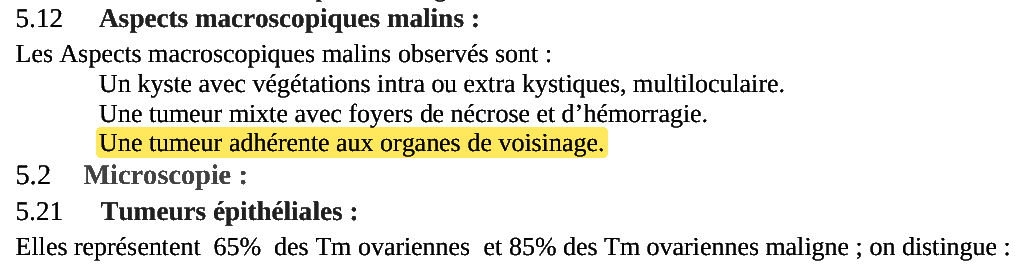 5.12 Aspects macroscopiques malins :
Les Aspects macroscopiques malins observés sont :
Un kyste avec végétations intra ou extra kystiques, multiloculaire.
Une tumeur mixte avec foyers de nécrose et d'hémorragie.
Une tumeur adhérente aux organes de voisinage.
5.2 Microscopie :
5.21 Tumeurs épithéliales :
Elles représentent 65% des Tm ovariennes et 85% des Tm ovariennes maligne ; on distingue :